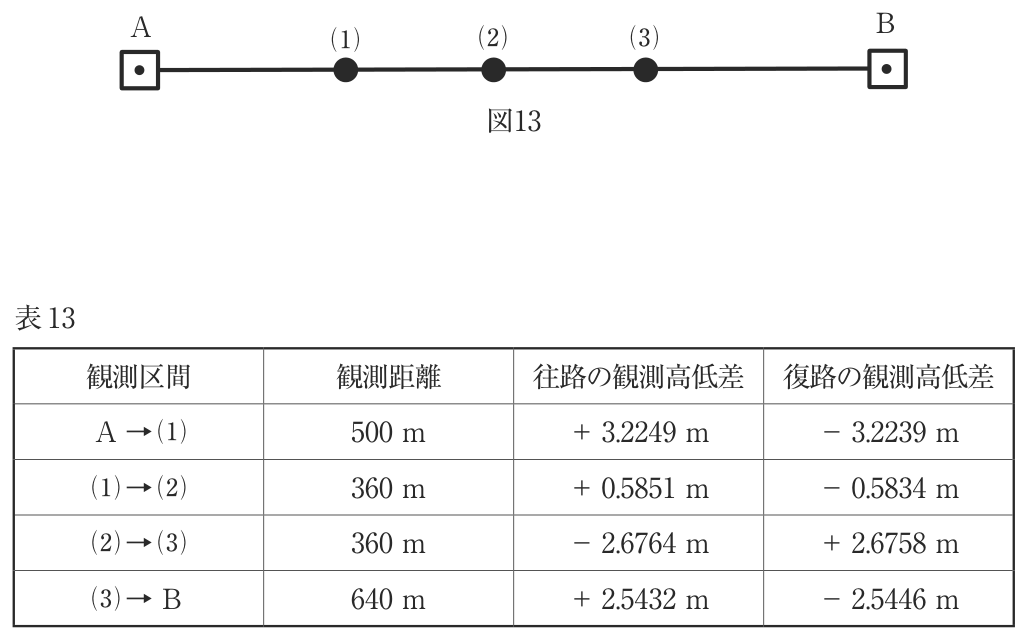 A (1) (2) (3) B
図13
表 13
観測区間 観測距離 往路の観測高低差 復路の観測高低差
A → (1) 500 m + 3.2249 m − 3.2239 m
(1) → (2) 360 m + 0.5851 m − 0.5834 m
(2) → (3) 360 m − 2.6764 m + 2.6758 m
(3) → B 640 m + 2.5432 m − 2.5446 m